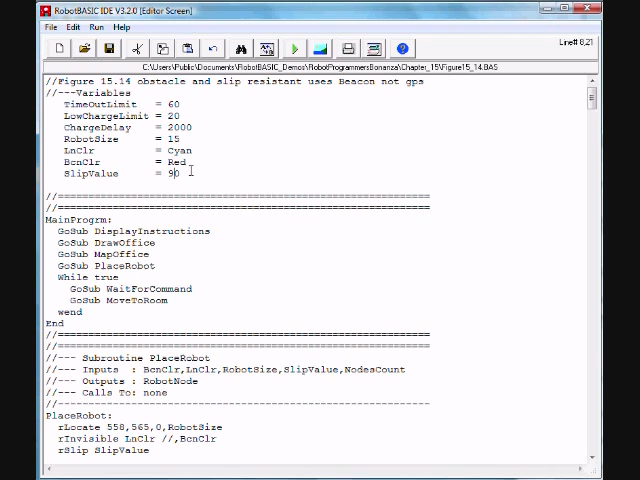 RobotBASIC IDE V3.2.0 [Editor Screen]
File Edit Run Help
Line# 8,21
C:\Users\Public\Documents\RobotBASIC_Demos\RobotProgrammersBonanza\Chapter_15\Figure15_14.BAS
//Figure 15.14 obstacle and slip resistant uses Beacon not gps
//---Variables
TimeOutLimit = 60
LowChargeLimit = 20
ChargeDelay = 2000
RobotSize = 15
LnClr = Cyan
BcnClr = Red
SlipValue = 90
//================================================================
//================================================================
MainProgrm:
GoSub DisplayInstructions
GoSub DrawOffice
GoSub MapOffice
GoSub PlaceRobot
While true
GoSub WaitForCommand
GoSub MoveToRoom
wend
End
//================================================================
//================================================================
//--- Subroutine PlaceRobot
//--- Inputs : BcnClr,LnClr,RobotSize,SlipValue,NodesCount
//--- Outputs : RobotNode
//--- Calls To: none
//----------------------------------------------------------------
PlaceRobot:
rLocate 558,565,0,RobotSize
rInvisible LnClr //,BcnClr
rSlip SlipValue